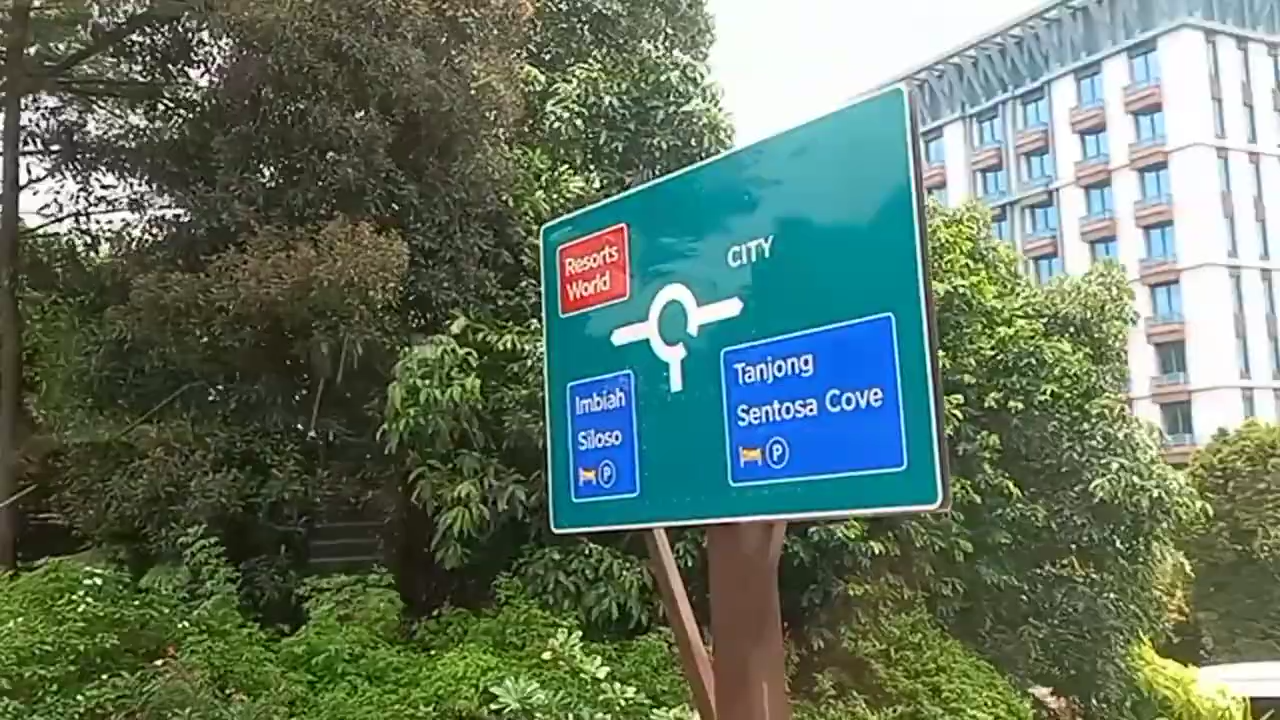 Resorts
World
CITY
Imbiah
Siloso
P
Tanjong
Sentosa Cove
P